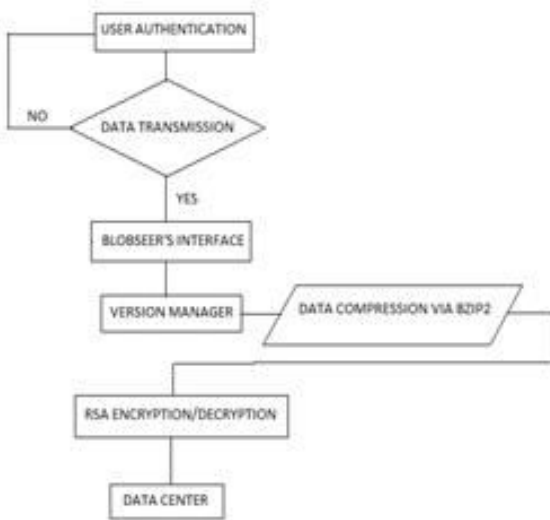 USER AUTHENTICATION
NO
DATA TRANSMISSION
YES
BLOBSEER'S INTERFACE
VERSION MANAGER
DATA COMPRESSION VIA BZIP2
RSA ENCRYPTION/DECRYPTION
DATA CENTER